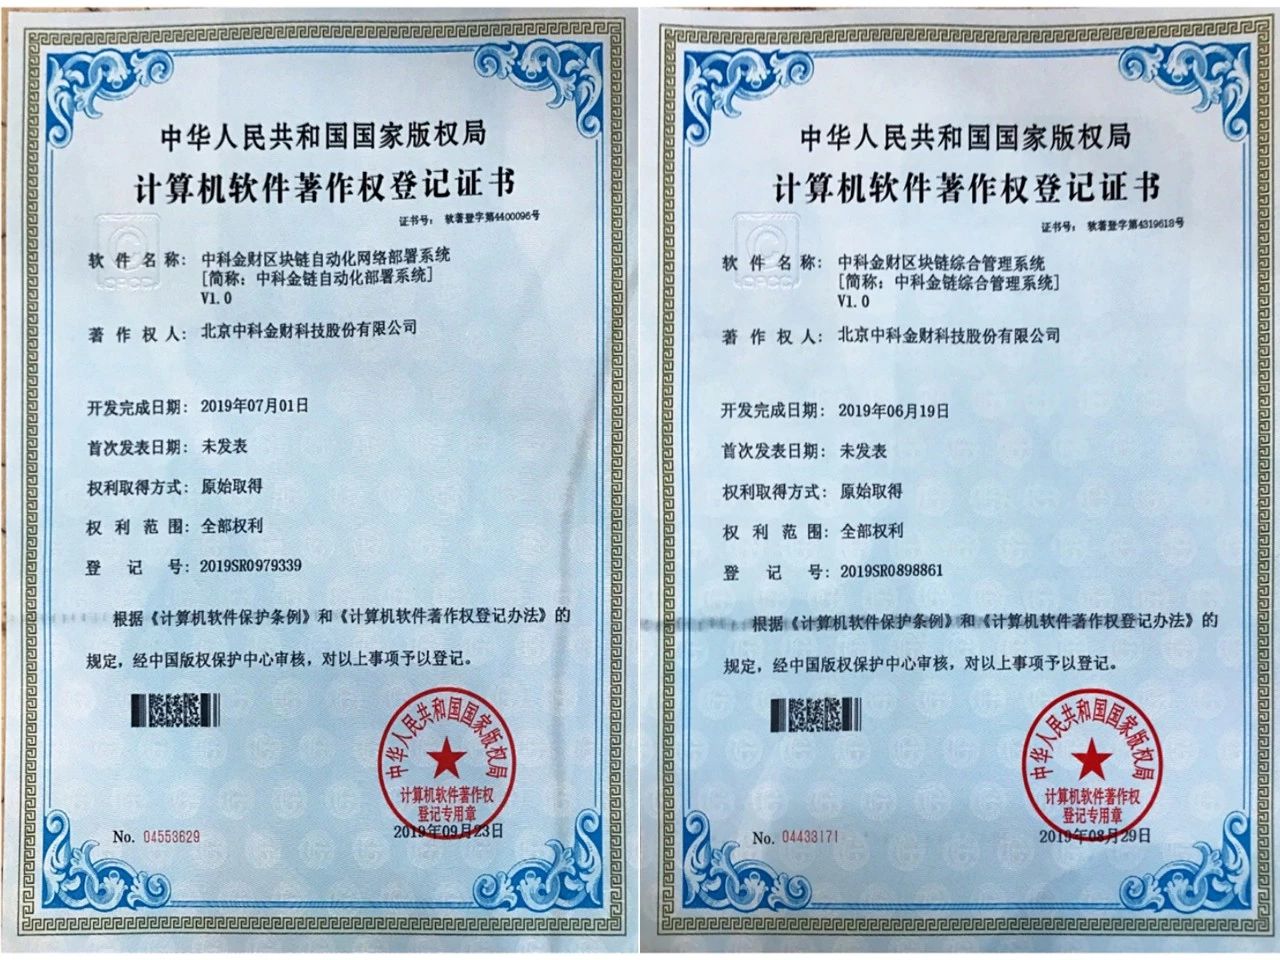 中华人民共和国国家版权局
计算机软件著作权登记证书
证书号： 软著登字第4400096号
软件名称： 中科金财区块链自动化网络部署系统
[简称：中科金链自动化部署系统]
V1.0
著作权人： 北京中科金财科技股份有限公司
开发完成日期： 2019年07月01日
首次发表日期： 未发表
权利取得方式： 原始取得
权利范围： 全部权利
登记号： 2019SR0979339
根据《计算机软件保护条例》和《计算机软件著作权登记办法》的
规定，经中国版权保护中心审核，对以上事项予以登记。
中华人民共和国国家版权局
计算机软件著作权
登记专用章
No. 04553629
2019年09月23日
中华人民共和国国家版权局
计算机软件著作权登记证书
证书号： 软著登字第4319618号
软件名称： 中科金财区块链综合管理系统
[简称：中科金链综合管理系统]
V1.0
著作权人： 北京中科金财科技股份有限公司
开发完成日期： 2019年06月19日
首次发表日期： 未发表
权利取得方式： 原始取得
权利范围： 全部权利
登记号： 2019SR0898861
根据《计算机软件保护条例》和《计算机软件著作权登记办法》的
规定，经中国版权保护中心审核，对以上事项予以登记。
中华人民共和国国家版权局
计算机软件著作权
登记专用章
No. 04433171
2019年08月29日